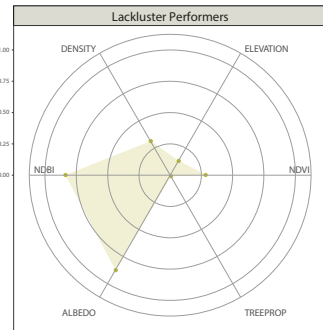 Lackluster Performers
DENSITY
ELEVATION
1.00
0.75
0.50
0.25
0.00
NDBI
NDVI
ALBEDO
TREEPROP